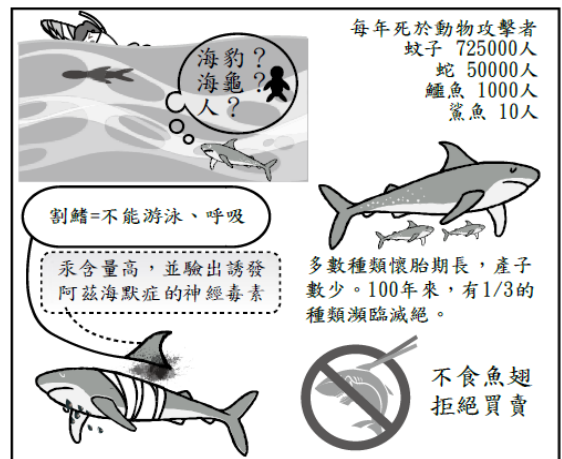 海豹？
海龜？
人？
每年死於動物攻擊者
蚊子 725000人
蛇 50000人
鱷魚 1000人
鯊魚 10人
割鰭=不能游泳、呼吸
汞含量高，並驗出誘發
阿茲海默症的神經毒素
多數種類懷胎期長，產子
數少。100年來，有1/3的
種類瀕臨滅絕。
不食魚翅
拒絕買賣